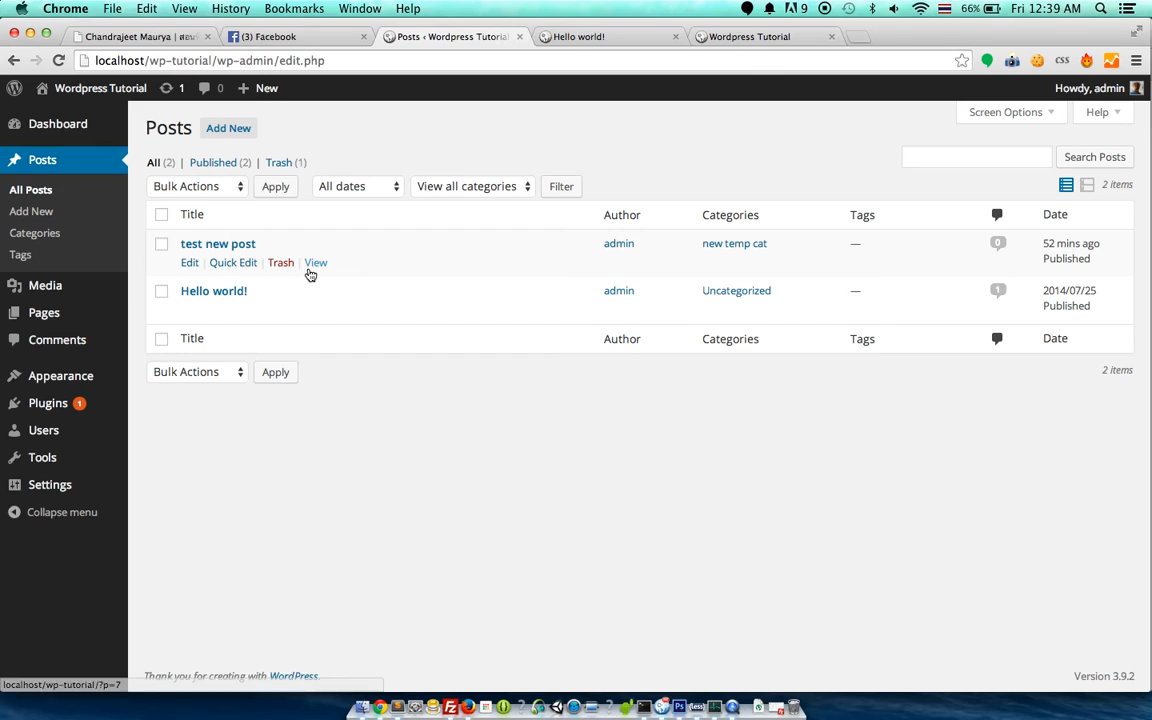 Chrome File Edit View History Bookmarks Window Help 9 66% Fri 12:39 AM
Chandrajeet Maurya | (3) Facebook Posts ‹ Wordpress Tutorial Hello world! Wordpress Tutorial
localhost/wp-tutorial/wp-admin/edit.php CSS
Wordpress Tutorial 1 0 + New Howdy, admin
Dashboard
Posts
All Posts
Add New
Categories
Tags
Media
Pages
Comments
Appearance
Plugins 1
Users
Tools
Settings
Collapse menu
Screen Options Help
Posts Add New
All (2) | Published (2) | Trash (1)
Search Posts
Bulk Actions Apply All dates View all categories Filter 2 items
Title Author Categories Tags Date
test new post admin new temp cat — 0 52 mins ago
Published
Edit | Quick Edit | Trash | View
Hello world! admin Uncategorized — 1 2014/07/25
Published
Title Author Categories Tags Date
Bulk Actions Apply 2 items
Thank you for creating with WordPress. Version 3.9.2
localhost/wp-tutorial/?p=7